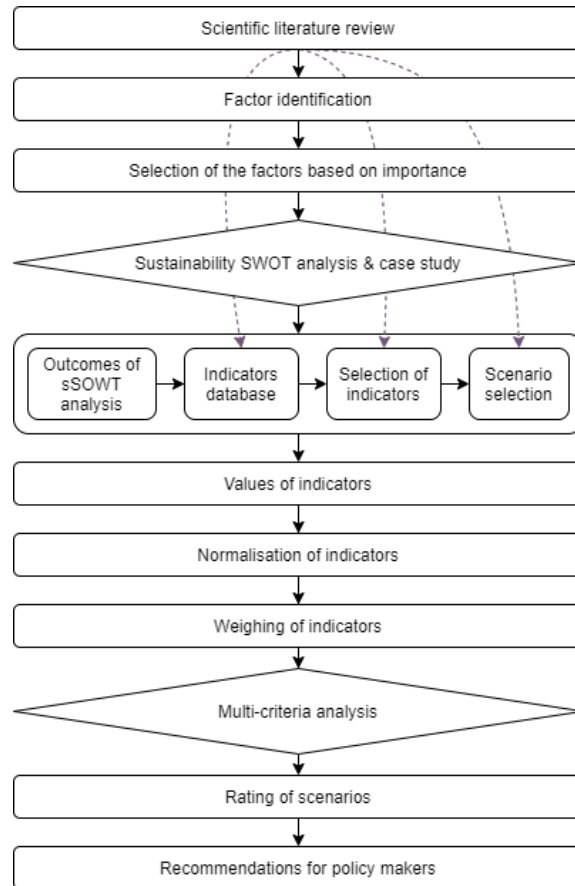 Scientific literature review
Factor identification
Selection of the factors based on importance
Sustainability SWOT analysis & case study
Outcomes of
sSOWT
analysis
Indicators
database
Selection of
indicators
Scenario
selection
Values of indicators
Normalisation of indicators
Weighing of indicators
Multi-criteria analysis
Rating of scenarios
Recommendations for policy makers